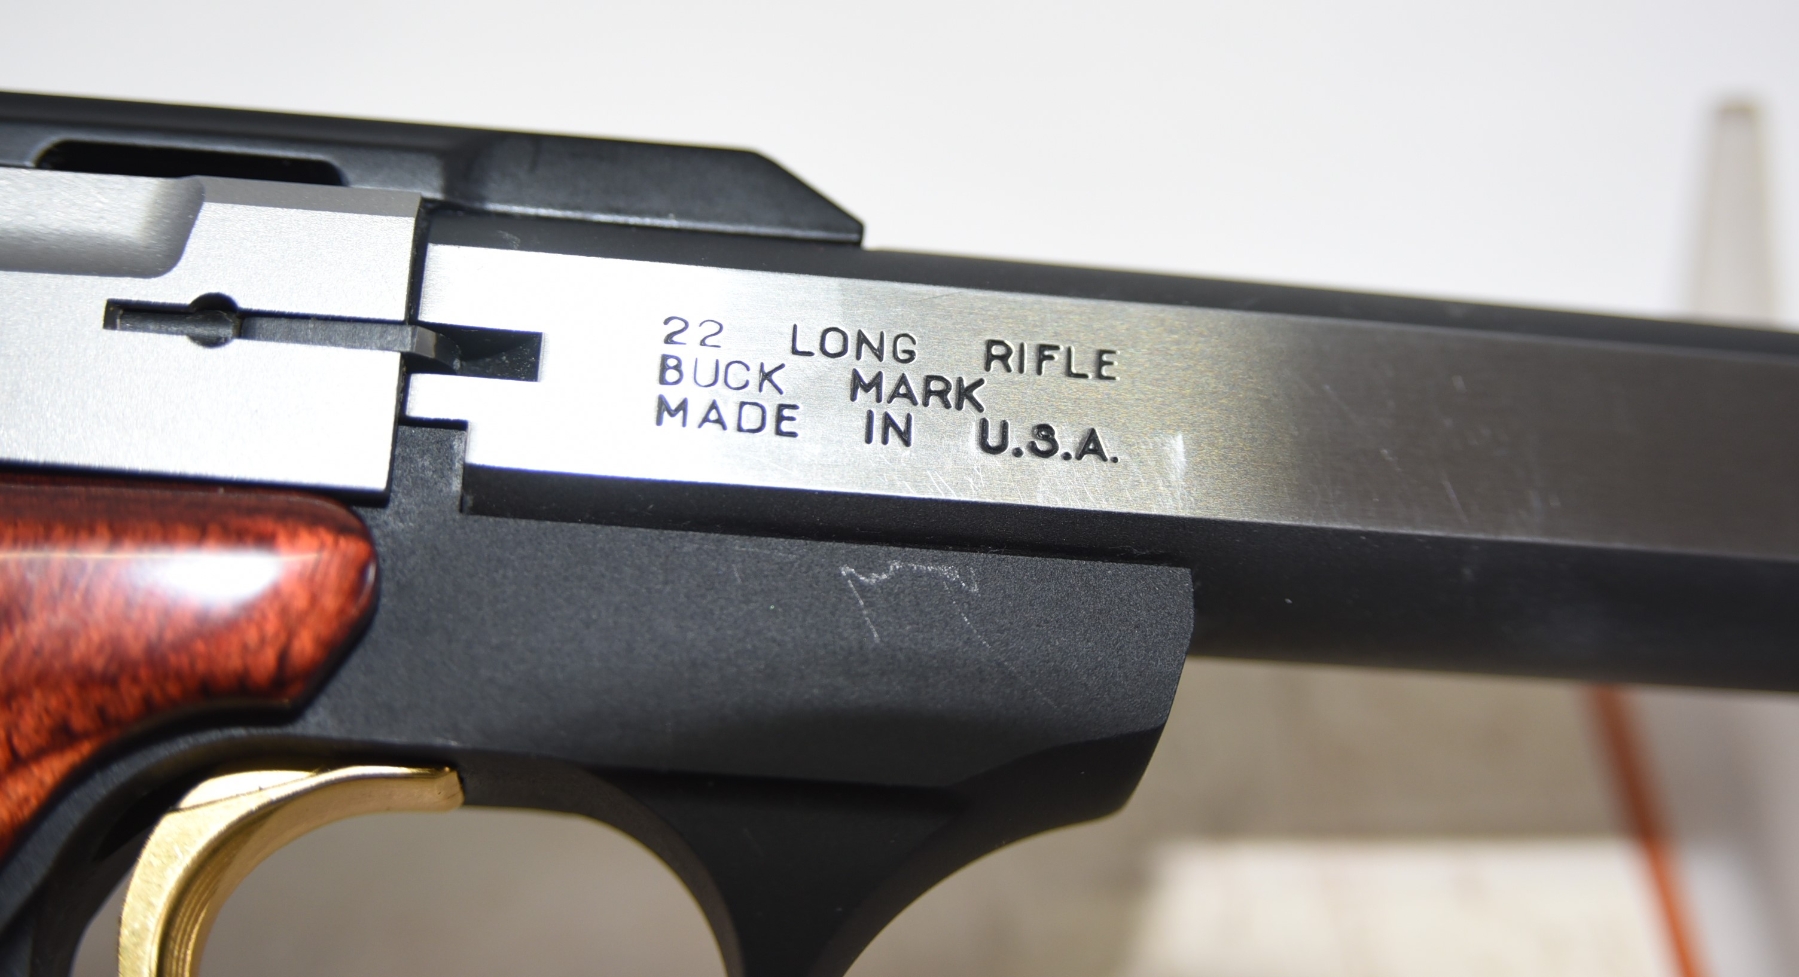 22 LONG RIFLE
BUCK MARK
MADE IN U.S.A.